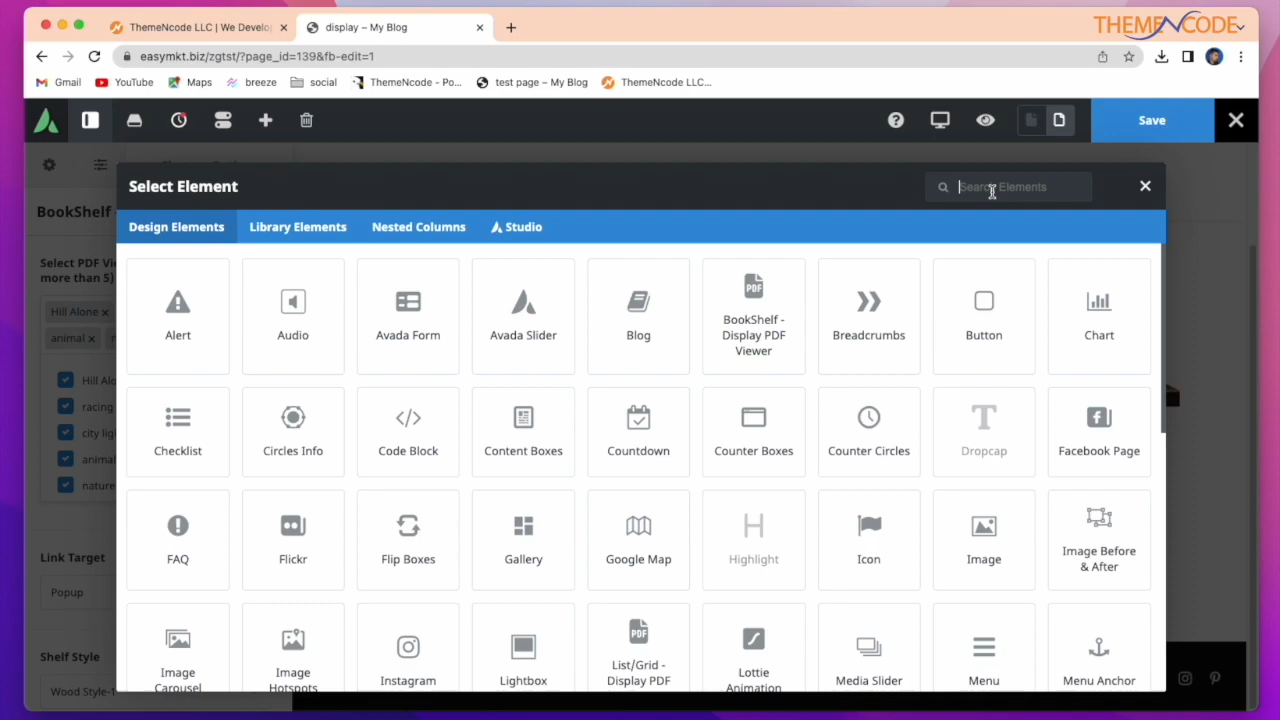 ThemeNcode LLC | We Develo
display – My Blog
THEMENCODE
easymkt.biz/zgtst/?page_id=139&fb-edit=1
Gmail
YouTube
Maps
breeze
social
ThemeNcode - Po...
test page – My Blog
ThemeNcode LLC...
Save
Select Element
Search Elements
Design Elements
Library Elements
Nested Columns
Studio
BookShelf
Select PDF Vi
more than 5)
Hill Alone
animal
Hill Alo
racing
city lig
animal
nature
Link Target
Popup
Shelf Style
Wood Style-1
Alert
Audio
Avada Form
Avada Slider
Blog
PDF
BookShelf -
Display PDF
Viewer
Breadcrumbs
Button
Chart
Checklist
Circles Info
Code Block
Content Boxes
Countdown
Counter Boxes
Counter Circles
Dropcap
Facebook Page
FAQ
Flickr
Flip Boxes
Gallery
Google Map
Highlight
Icon
Image
Image Before
& After
Image
Carousel
Image
Hotspots
Instagram
Lightbox
PDF
List/Grid -
Display PDF
Lottie
Animation
Media Slider
Menu
Menu Anchor